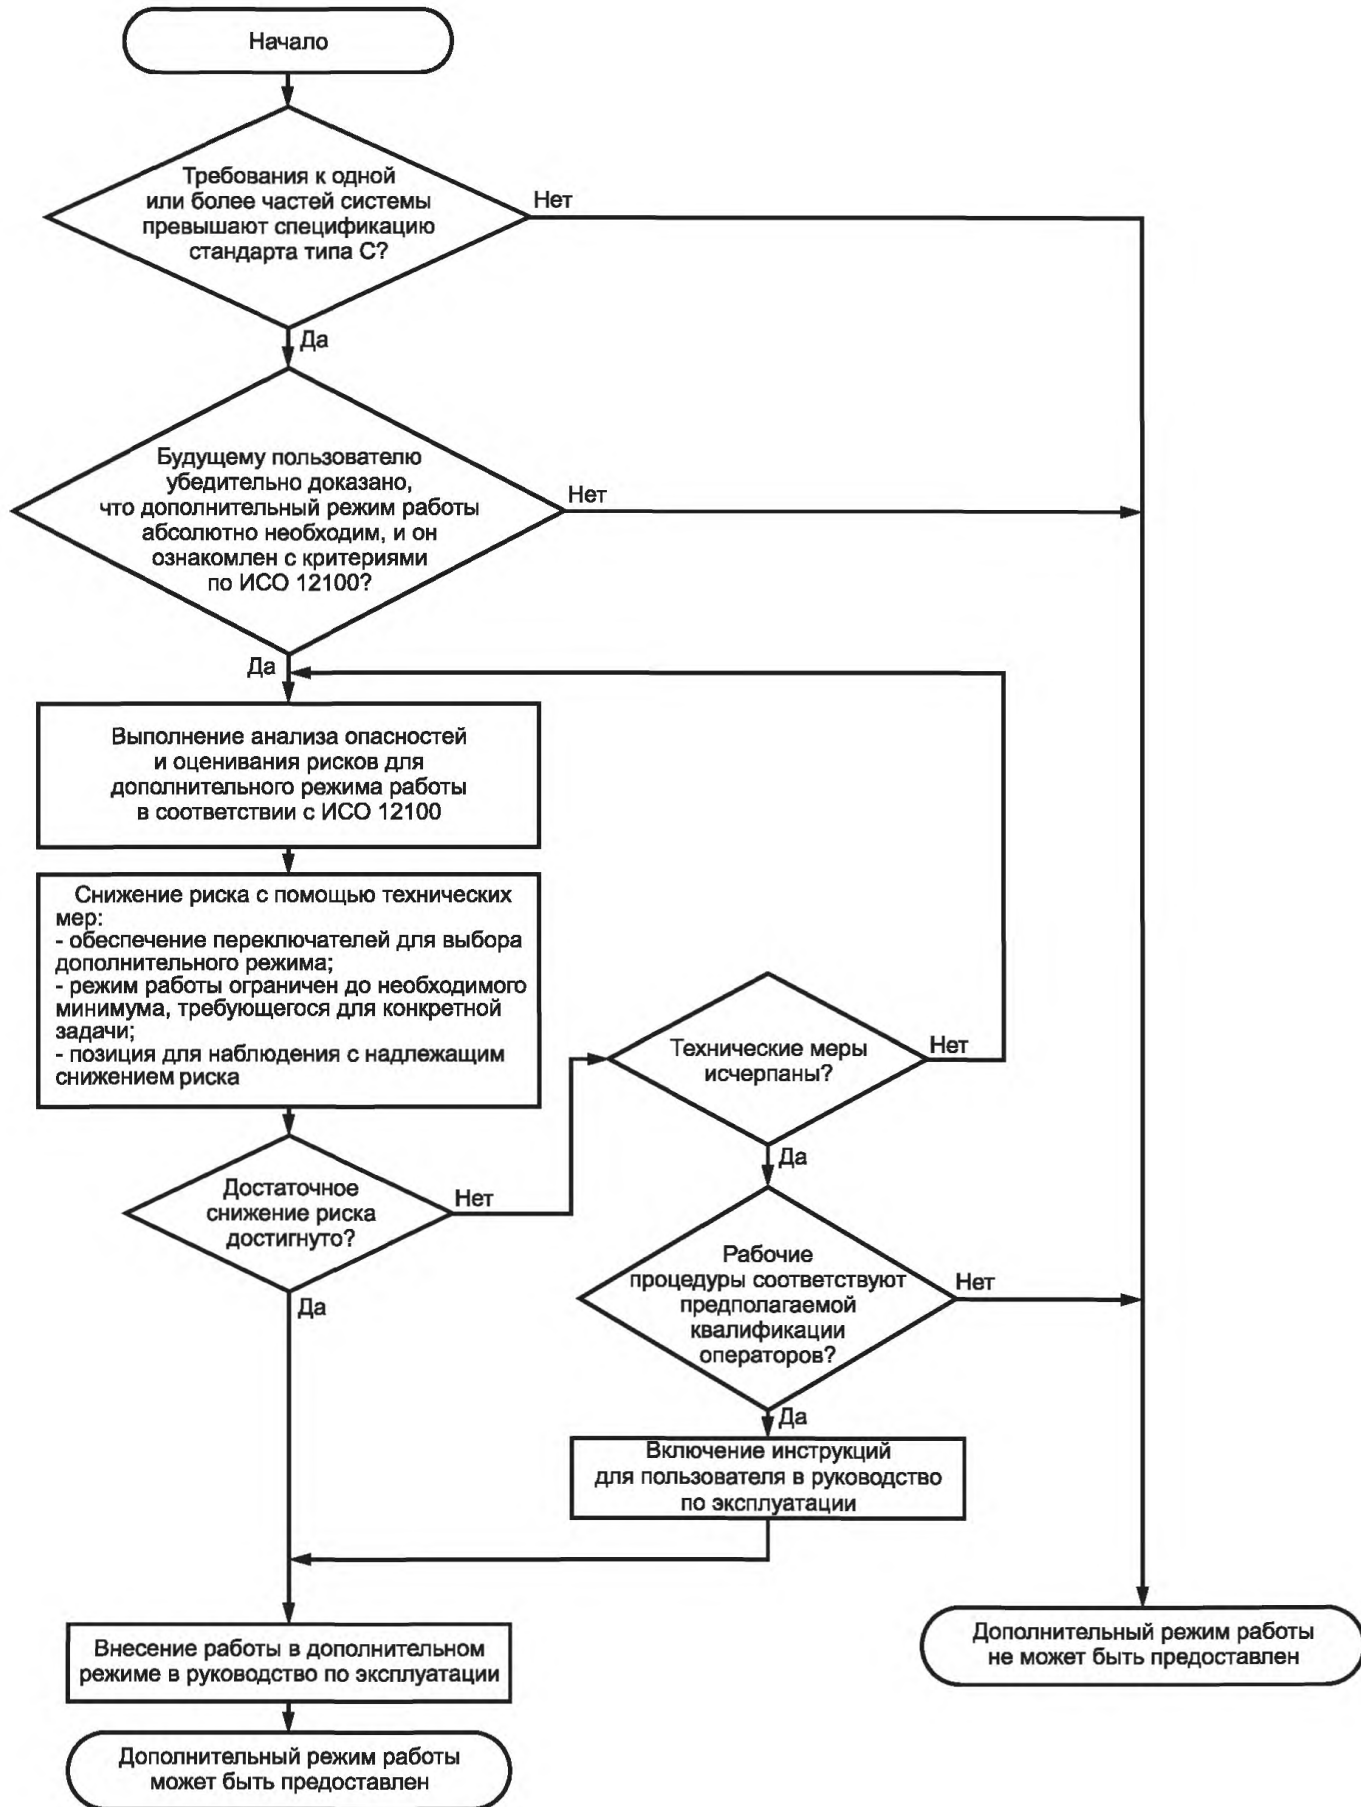 Начало
Требования к одной
или более частей системы
превышают спецификацию
стандарта типа С?
Нет
Да
Будущему пользователю
убедительно доказано,
что дополнительный режим работы
абсолютно необходим, и он
ознакомлен с критериями
по ИСО 12100?
Нет
Да
Выполнение анализа опасностей
и оценивания рисков для
дополнительного режима работы
в соответствии с ИСО 12100
Снижение риска с помощью технических
мер:
- обеспечение переключателей для выбора
дополнительного режима;
- режим работы ограничен до необходимого
минимума, требующегося для конкретной
задачи;
- позиция для наблюдения с надлежащим
снижением риска
Технические меры
исчерпаны?
Нет
Да
Достаточное
снижение риска
достигнуто?
Нет
Да
Рабочие
процедуры соответствуют
предполагаемой
квалификации
операторов?
Нет
Да
Включение инструкций
для пользователя в руководство
по эксплуатации
Внесение работы в дополнительном
режиме в руководство по эксплуатации
Дополнительный режим работы
не может быть предоставлен
Дополнительный режим работы
может быть предоставлен